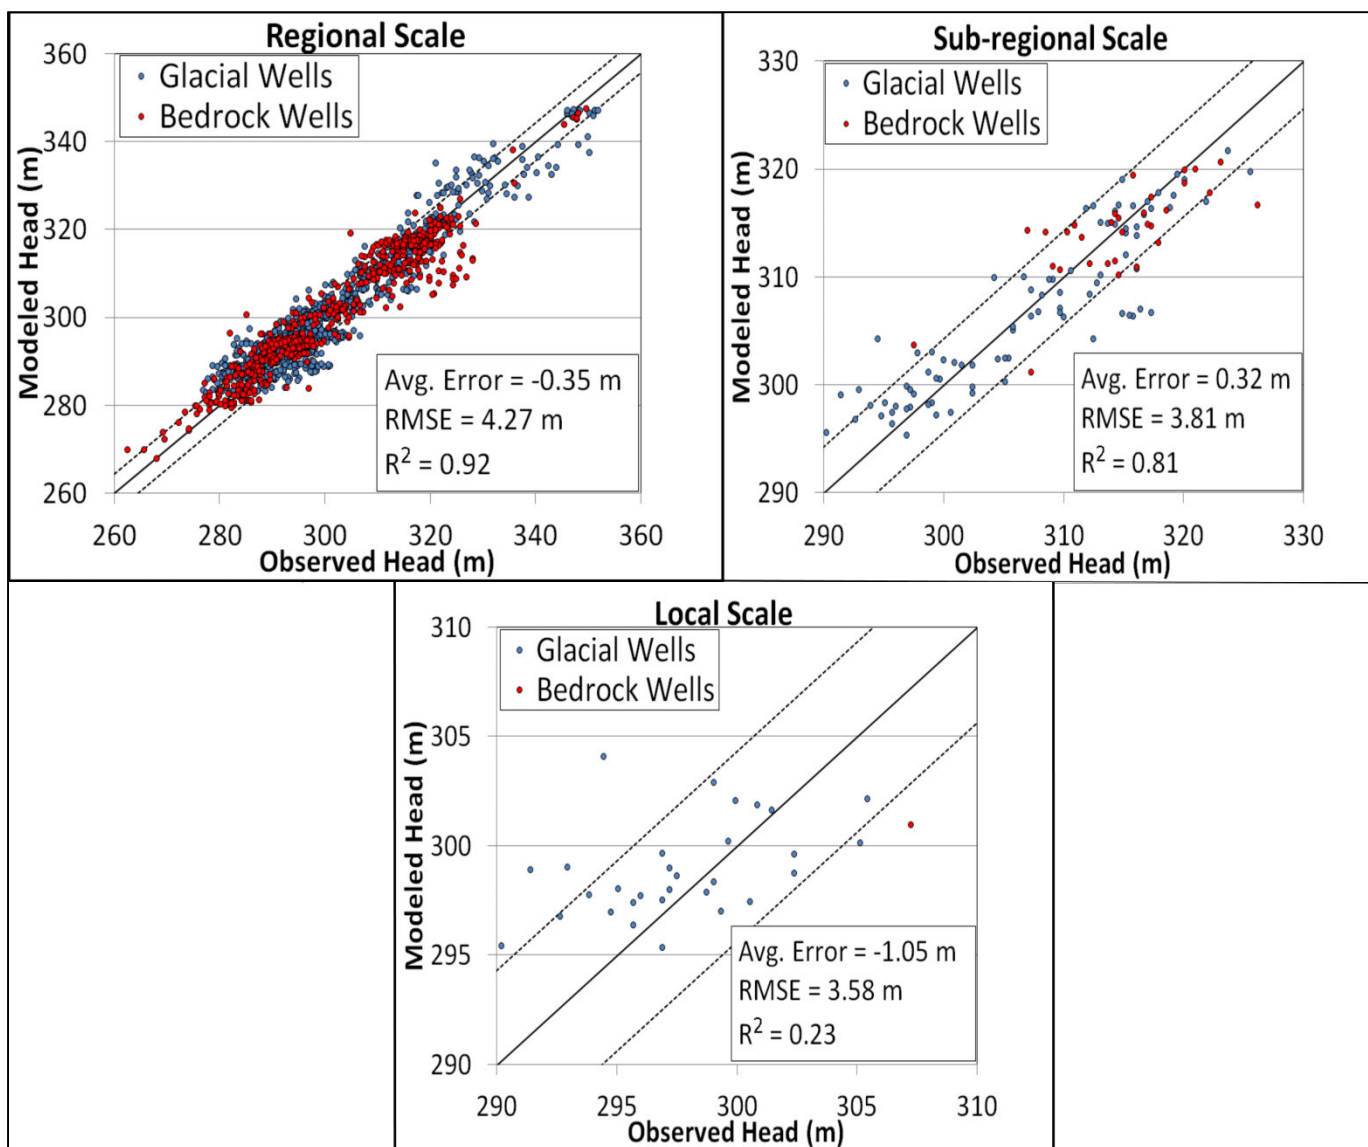 Regional Scale
Glacial Wells
Bedrock Wells
Modeled Head (m)
360
340
320
300
280
260
Avg. Error = -0.35 m
RMSE = 4.27 m
R² = 0.92
260 280 300 320 340 360
Observed Head (m)
Sub-regional Scale
Glacial Wells
Bedrock Wells
Modeled Head (m)
330
320
310
300
290
Avg. Error = 0.32 m
RMSE = 3.81 m
R² = 0.81
290 300 310 320 330
Observed Head (m)
Local Scale
Glacial Wells
Bedrock Wells
Modeled Head (m)
310
305
300
295
290
Avg. Error = -1.05 m
RMSE = 3.58 m
R² = 0.23
290 295 300 305 310
Observed Head (m)